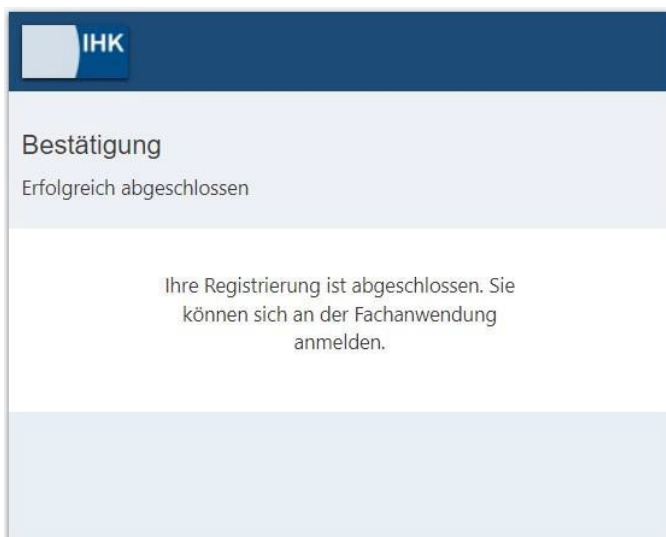 IHK
Bestätigung
Erfolgreich abgeschlossen
Ihre Registrierung ist abgeschlossen. Sie
können sich an der Fachanwendung
anmelden.